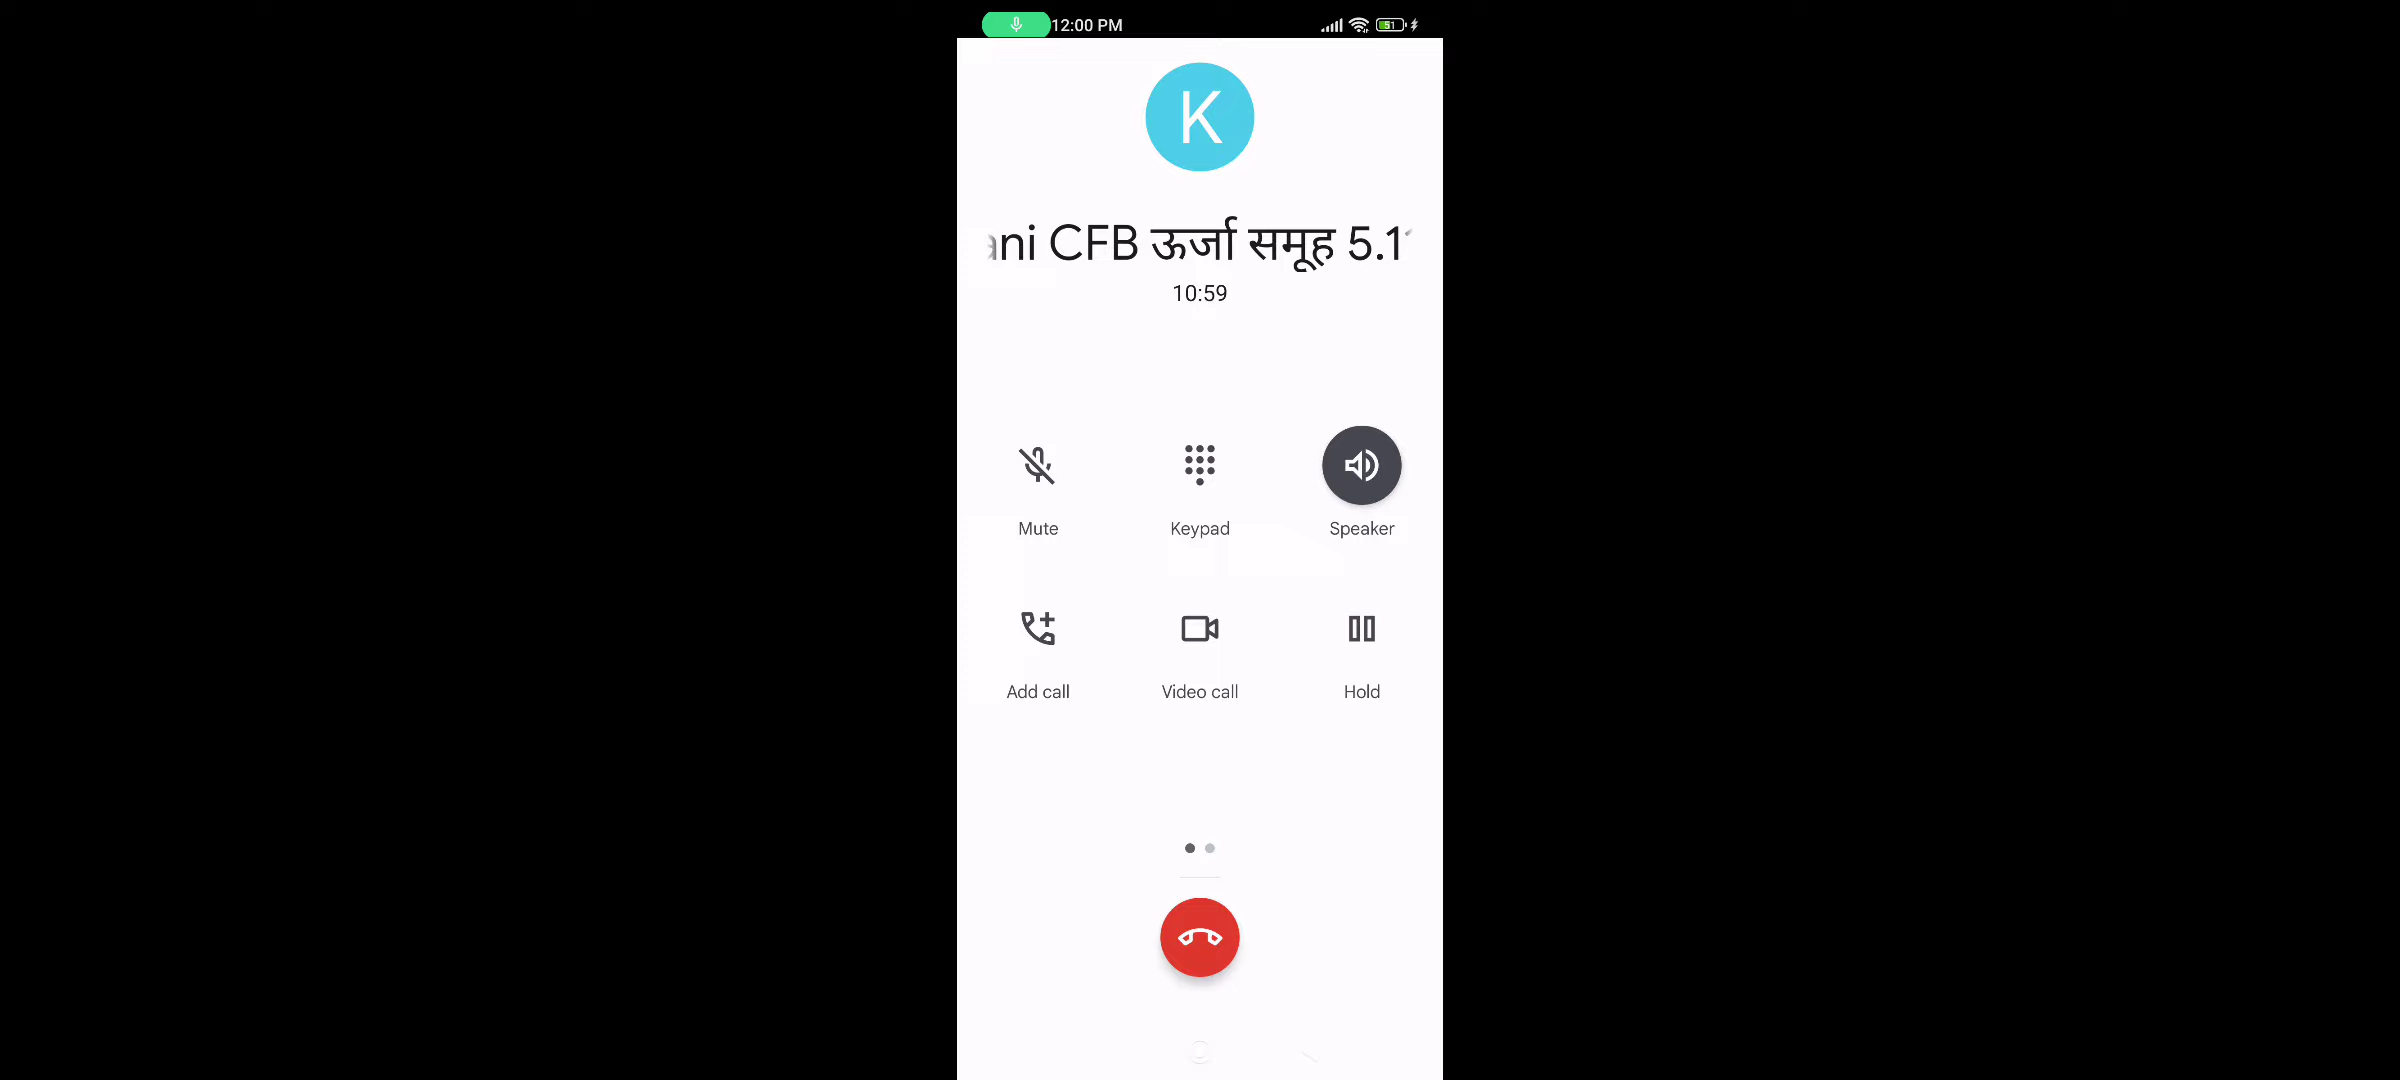 12:00 PM
51
K
ni CFB ऊर्जा समूह 5.1
10:59
Mute
Keypad
Speaker
Add call
Video call
Hold